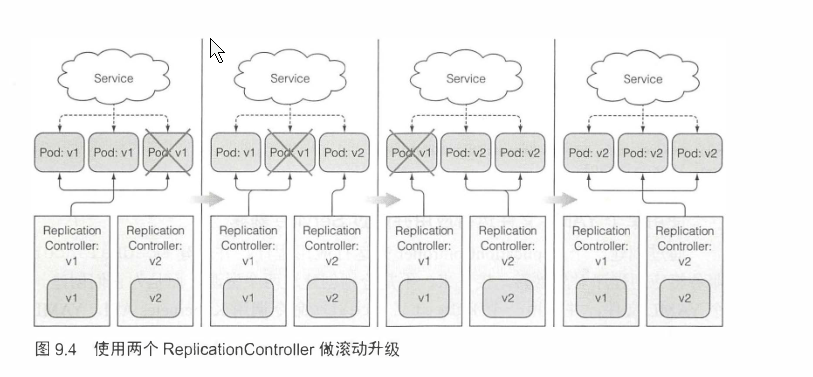 Service
Service
Service
Service
Pod: v1
Pod: v1
Pod: v1
Pod: v1
Pod: v1
Pod: v2
Pod: v1
Pod: v2
Pod: v2
Pod: v2
Pod: v2
Pod: v2
Replication
Controller:
v1
v1
Replication
Controller:
v2
v2
Replication
Controller:
v1
v1
Replication
Controller:
v2
v2
Replication
Controller:
v1
v1
Replication
Controller:
v2
v2
Replication
Controller:
v1
v1
Replication
Controller:
v2
v2
图 9.4 使用两个 ReplicationController 做滚动升级